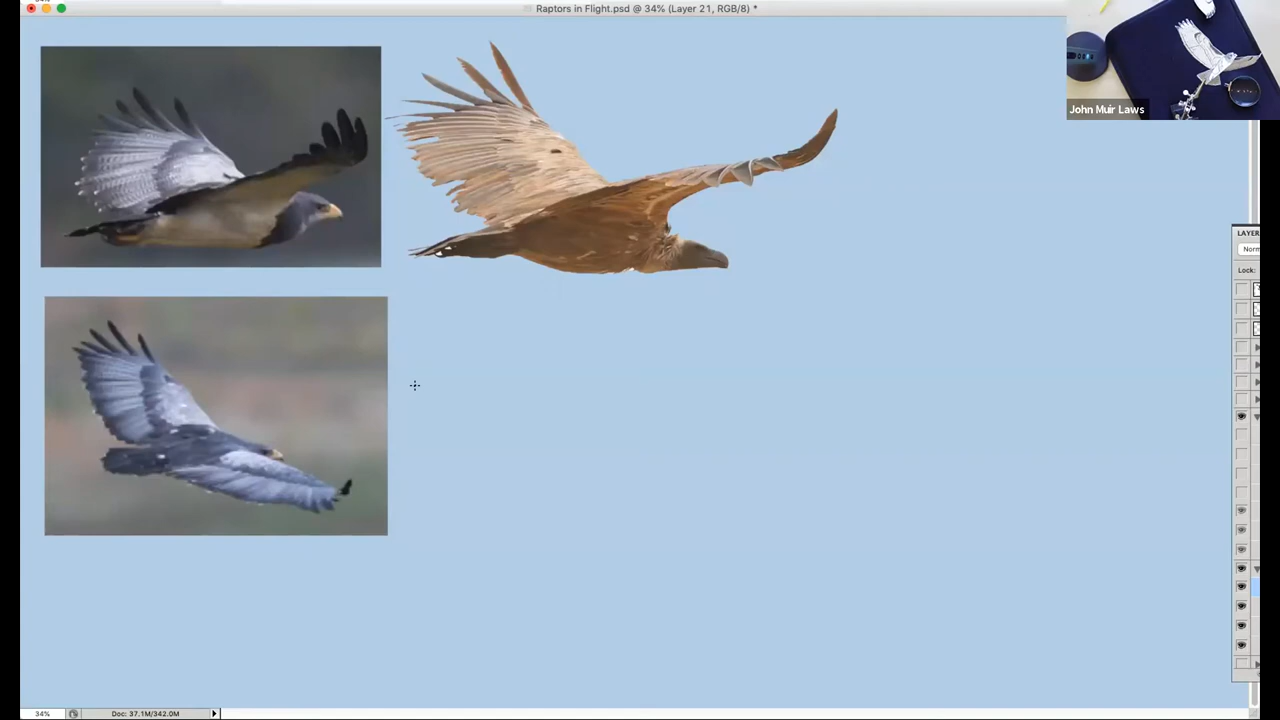 Raptors in Flight.psd @ 34% (Layer 21, RGB/8) *
John Muir Laws
LAYER
Norm
Lock:
34%
Doc: 37.1M/342.0M